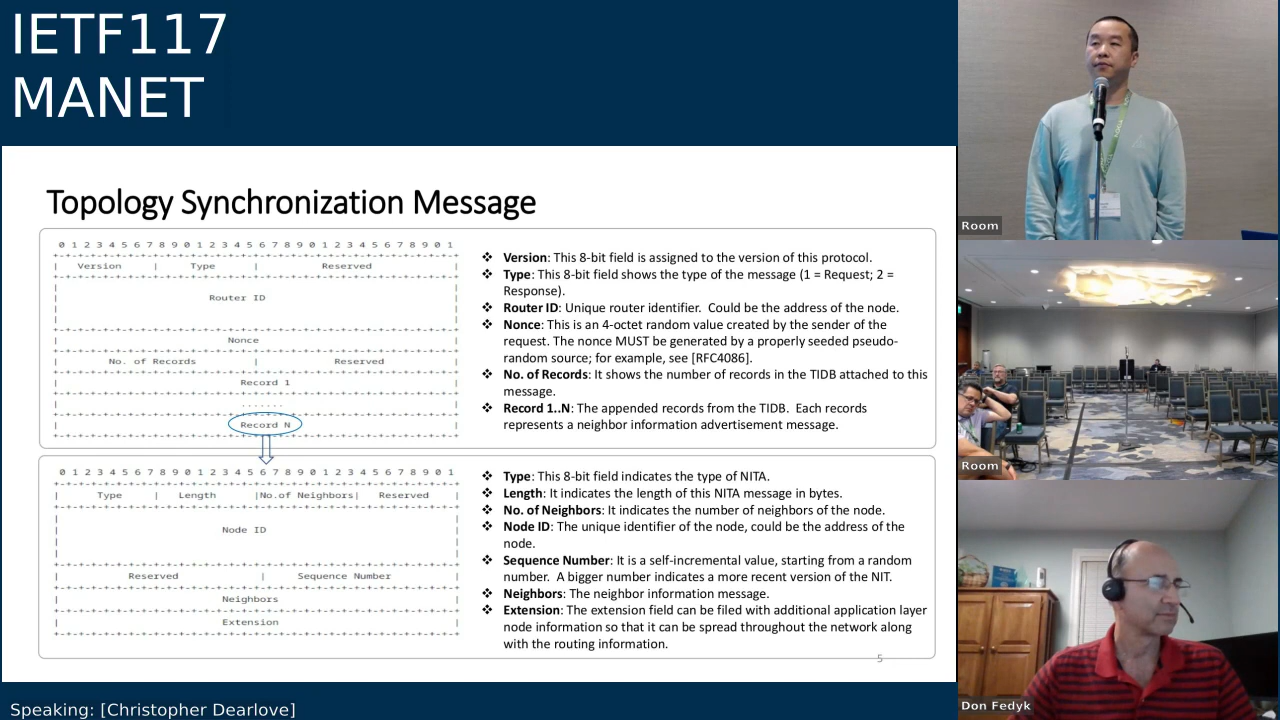 IETF117
MANET
Topology Synchronization Message
0 1 2 3 4 5 6 7 8 9 0 1 2 3 4 5 6 7 8 9 0 1 2 3 4 5 6 7 8 9 0 1
| Version | Type | Reserved |
Router ID
Nonce
| No. of Records | Reserved |
Record 1
......
Record N
❖ Version: This 8-bit field is assigned to the version of this protocol.
❖ Type: This 8-bit field shows the type of the message (1 = Request; 2 =
Response).
❖ Router ID: Unique router identifier. Could be the address of the node.
❖ Nonce: This is an 4-octet random value created by the sender of the
request. The nonce MUST be generated by a properly seeded pseudo-
random source; for example, see [RFC4086].
❖ No. of Records: It shows the number of records in the TIDB attached to this
message.
❖ Record 1..N: The appended records from the TIDB. Each records
represents a neighbor information advertisement message.
0 1 2 3 4 5 6 7 8 9 0 1 2 3 4 5 6 7 8 9 0 1 2 3 4 5 6 7 8 9 0 1
| Type | Length |No.of Neighbors| Reserved |
Node ID
| Reserved | Sequence Number |
Neighbors
Extension
❖ Type: This 8-bit field indicates the type of NITA.
❖ Length: It indicates the length of this NITA message in bytes.
❖ No. of Neighbors: It indicates the number of neighbors of the node.
❖ Node ID: The unique identifier of the node, could be the address of the
node.
❖ Sequence Number: It is a self-incremental value, starting from a random
number. A bigger number indicates a more recent version of the NIT.
❖ Neighbors: The neighbor information message.
❖ Extension: The extension field can be filed with additional application layer
node information so that it can be spread throughout the network along
with the routing information.
5
Speaking: [Christopher Dearlove]
Room
Room
Don Fedyk